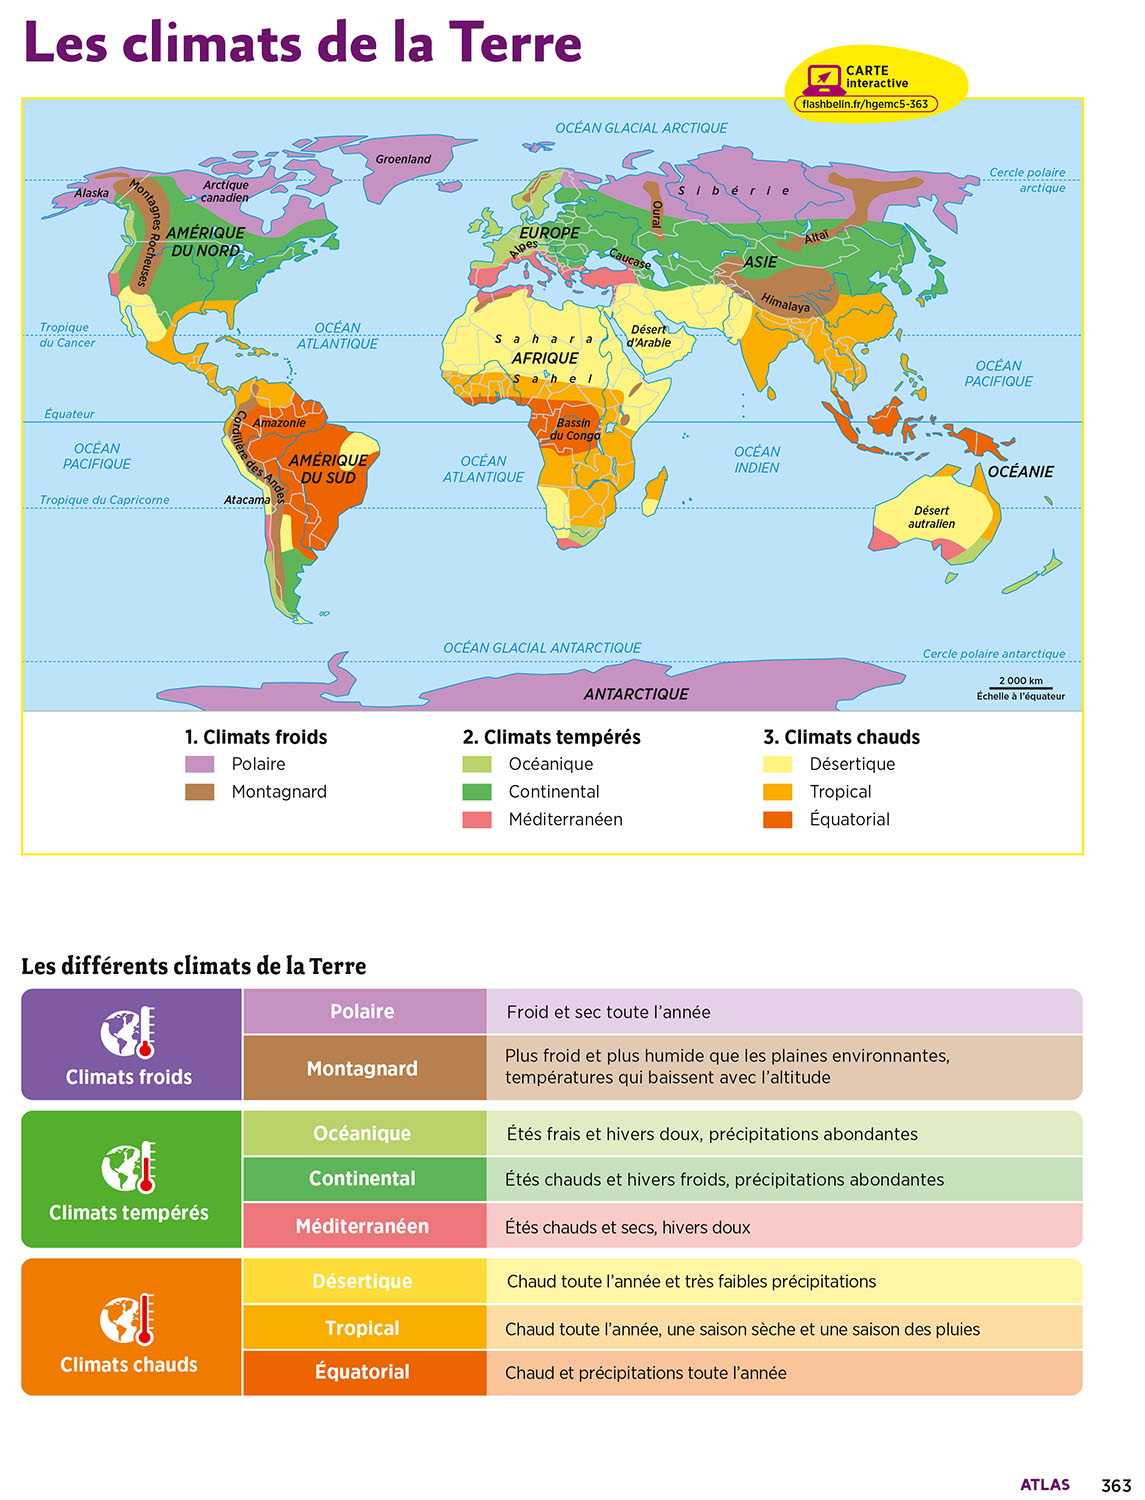 Les climats de la Terre
CARTE
interactive
flashbelin.fr/hgemc5-363
OCÉAN GLACIAL ARCTIQUE
Groenland
Cercle polaire
arctique
Alaska
Montagnes Rocheuses
Arctique
canadien
Sibérie
Oural
AMÉRIQUE
DU NORD
EUROPE
Alpes
Caucase
Altaï
ASIE
Himalaya
Tropique
du Cancer
OCÉAN
ATLANTIQUE
Sahara
AFRIQUE
Sahel
Désert
d'Arabie
OCÉAN
PACIFIQUE
Équateur
Amazonie
Cordillère des Andes
Bassin
du Congo
OCÉAN
PACIFIQUE
AMÉRIQUE
DU SUD
OCÉAN
ATLANTIQUE
OCÉAN
INDIEN
OCÉANIE
Tropique du Capricorne
Atacama
Désert
autralien
OCÉAN GLACIAL ANTARCTIQUE
Cercle polaire antarctique
ANTARCTIQUE
2 000 km
Échelle à l'équateur
1. Climats froids
Polaire
Montagnard
2. Climats tempérés
Océanique
Continental
Méditerranéen
3. Climats chauds
Désertique
Tropical
Équatorial
Les différents climats de la Terre
Climats froids
Polaire
Froid et sec toute l'année
Montagnard
Plus froid et plus humide que les plaines environnantes,
températures qui baissent avec l'altitude
Climats tempérés
Océanique
Étés frais et hivers doux, précipitations abondantes
Continental
Étés chauds et hivers froids, précipitations abondantes
Méditerranéen
Étés chauds et secs, hivers doux
Climats chauds
Désertique
Chaud toute l'année et très faibles précipitations
Tropical
Chaud toute l'année, une saison sèche et une saison des pluies
Équatorial
Chaud et précipitations toute l'année
ATLAS 363